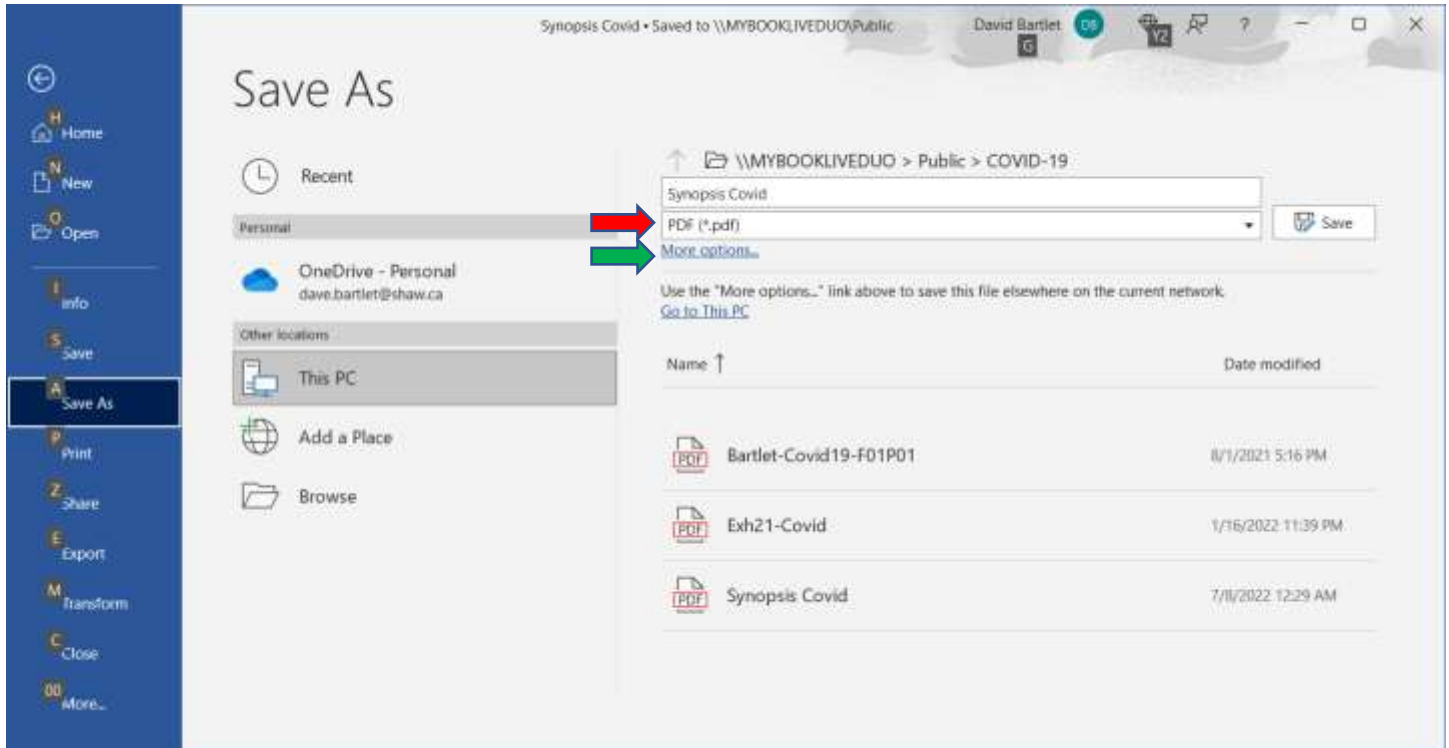 Synopsis Covid • Saved to \\MYBOOKLIVEDUO\Public
David Bartlet
DB
G
Y2
?
Save As
H
Home
N
New
O
Open
I
Info
S
Save
A
Save As
P
Print
Z
Share
E
Export
M
Transform
C
Close
00
More...
Recent
Personal
OneDrive - Personal
dave.bartlet@shaw.ca
Other locations
This PC
Add a Place
Browse
\\MYBOOKLIVEDUO > Public > COVID-19
Synopsis Covid
PDF (*.pdf)
Save
More options...
Use the "More options..." link above to save this file elsewhere on the current network.
Go to This PC
Name ↑ Date modified
PDF Bartlet-Covid19-F01P01 8/1/2021 5:16 PM
PDF Exh21-Covid 1/16/2022 11:39 PM
PDF Synopsis Covid 7/8/2022 12:29 AM